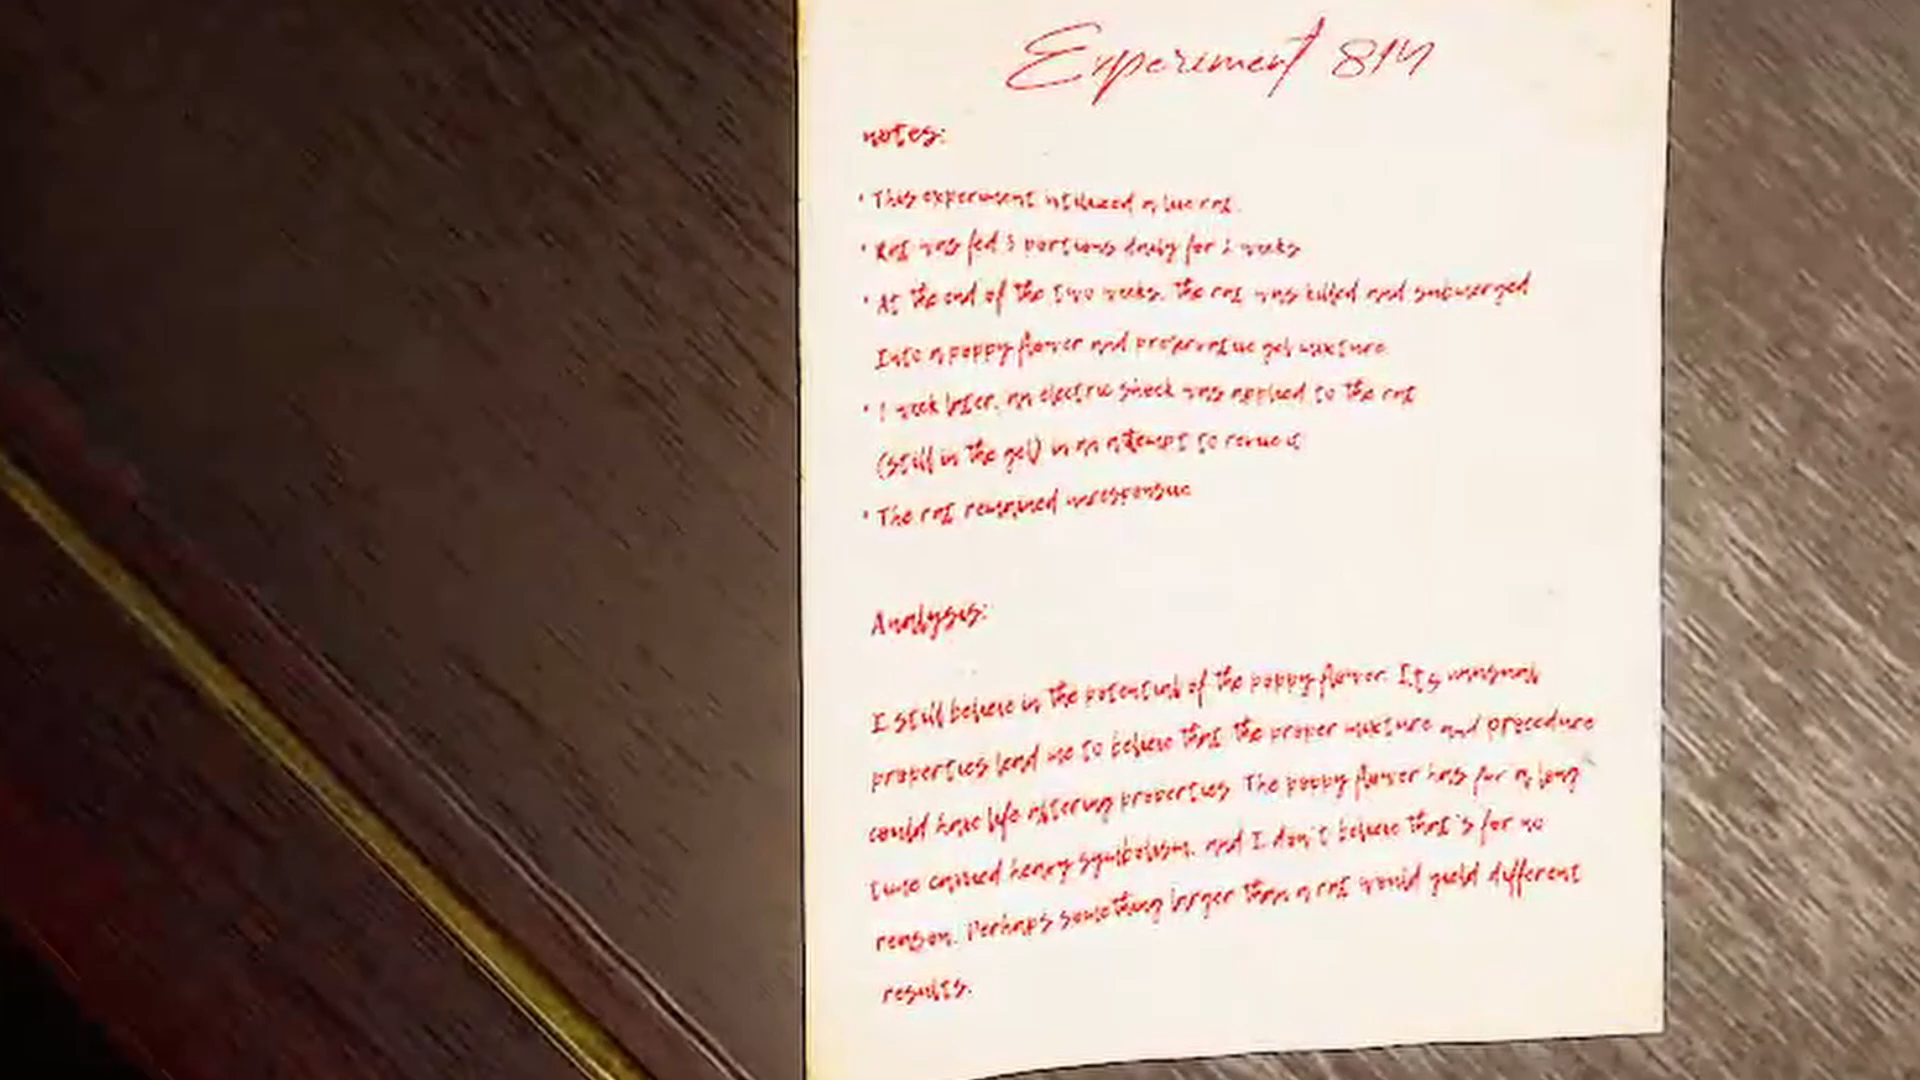 Experiment 814
notes:
• This experiment utilized a live rat.
• Rat was fed 3 portions daily for 2 weeks
• At the end of the two weeks, the rat was killed and submerged
Into a poppy flower and preservative gel mixture
• 1 week later, an electric shock was applied to the rat
(still in the gel) in an attempt to revive it
• The rat remained unresponsive
Analysis:
I still believe in the potential of the poppy flower. It's unusual
properties lead me to believe that the proper mixture and procedure
could have life altering properties. The poppy flower has for a long
time carried heavy symbolism, and I don't believe that's for no
reason. Perhaps something larger than a rat would yield different
results.